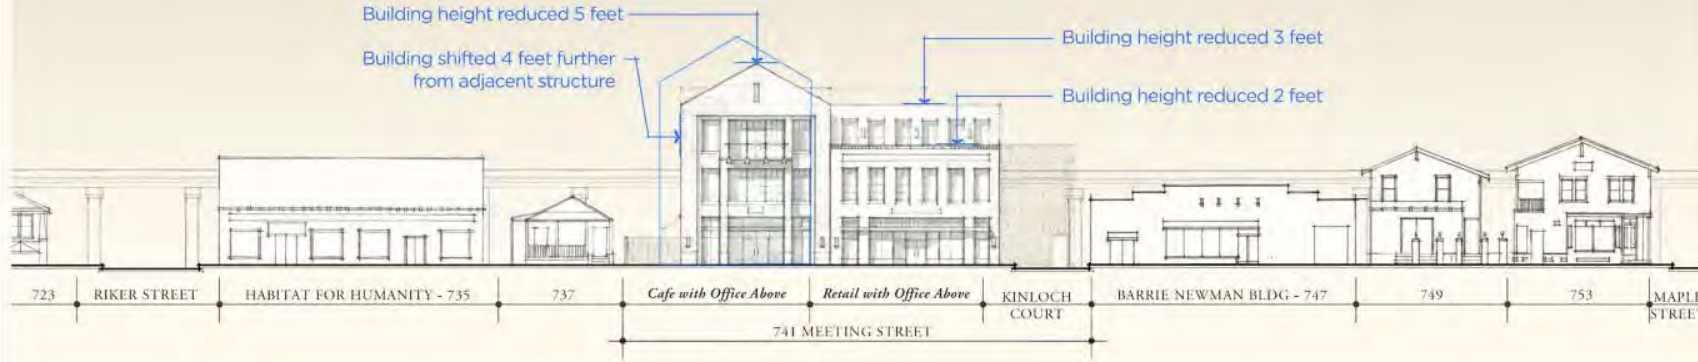 Building height reduced 5 feet
Building shifted 4 feet further
from adjacent structure
Building height reduced 3 feet
Building height reduced 2 feet
723
RIKER STREET
HABITAT FOR HUMANITY - 735
737
Cafe with Office Above
Retail with Office Above
KINLOCH
COURT
BARRIE NEWMAN BLDG - 747
749
753
MAPLE
STREET
741 MEETING STREET